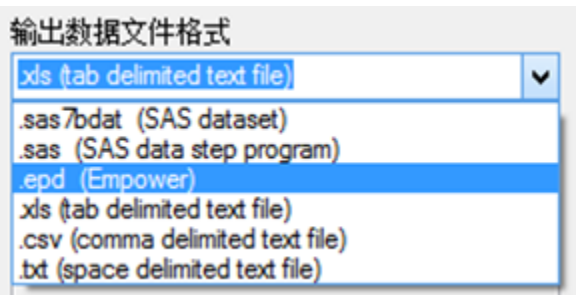 输出数据文件格式
.xls (tab delimited text file)
.sas7bdat (SAS dataset)
.sas (SAS data step program)
.epd (Empower)
.xls (tab delimited text file)
.csv (comma delimited text file)
.txt (space delimited text file)